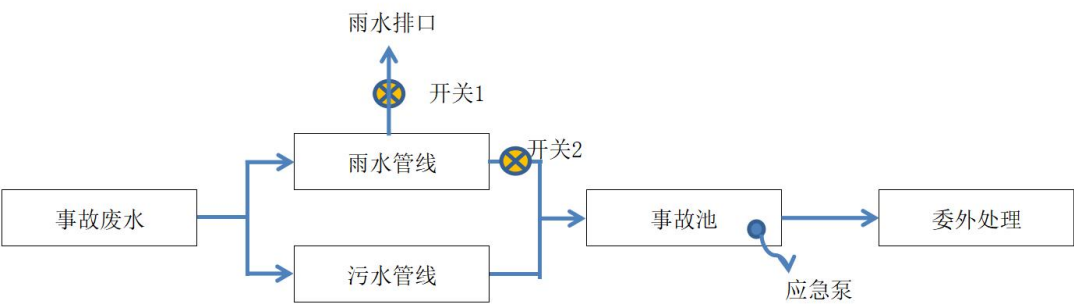 雨水排口
开关1
开关2
雨水管线
事故废水
事故池
委外处理
污水管线
应急泵